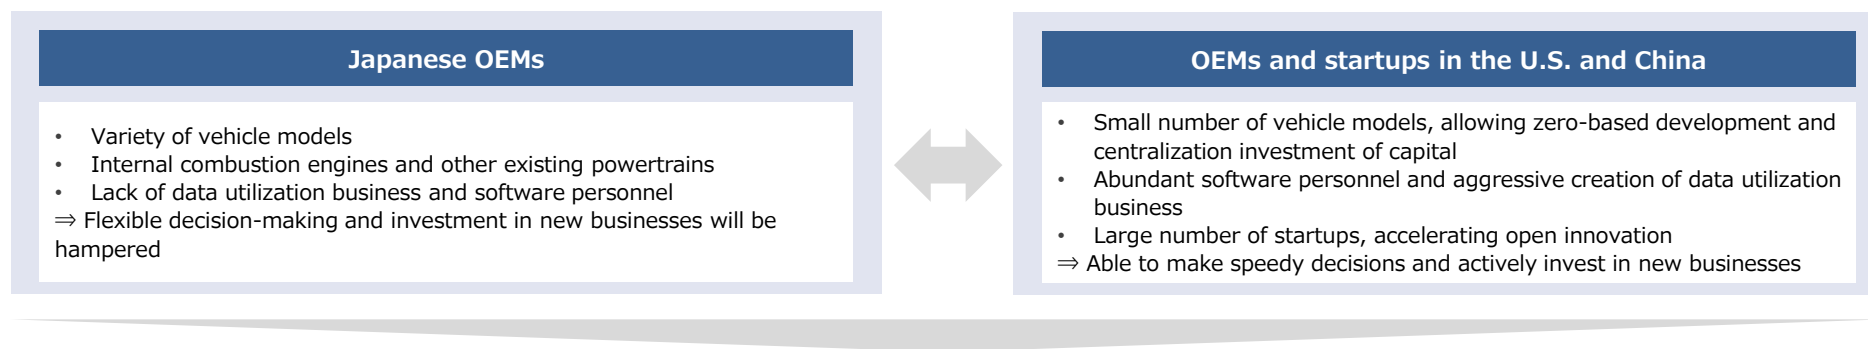 Japanese OEMs
• Variety of vehicle models
• Internal combustion engines and other existing powertrains
• Lack of data utilization business and software personnel
⇒ Flexible decision-making and investment in new businesses will be
hampered
OEMs and startups in the U.S. and China
• Small number of vehicle models, allowing zero-based development and
centralization investment of capital
• Abundant software personnel and aggressive creation of data utilization
business
• Large number of startups, accelerating open innovation
⇒ Able to make speedy decisions and actively invest in new businesses